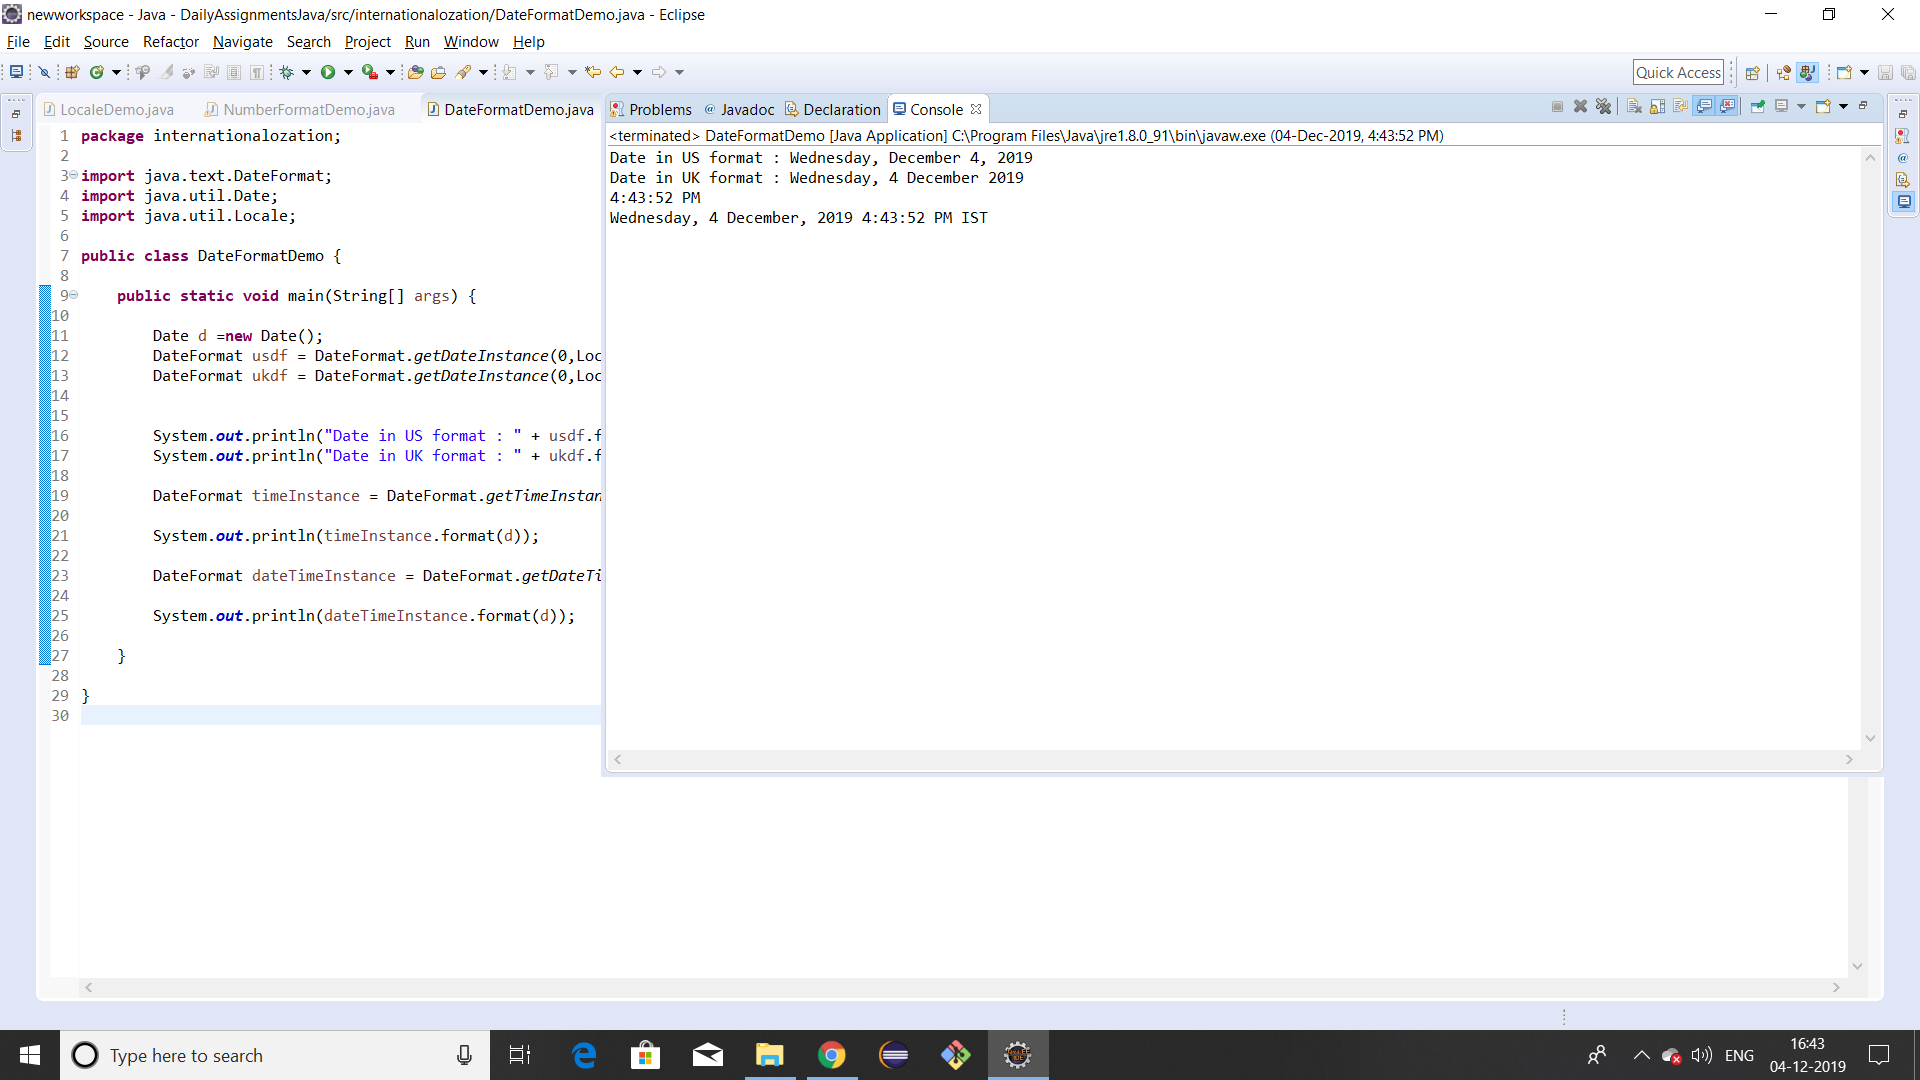 newworkspace - Java - DailyAssignmentsJava/src/internationalozation/DateFormatDemo.java - Eclipse
File Edit Source Refactor Navigate Search Project Run Window Help
Quick Access
LocaleDemo.java NumberFormatDemo.java DateFormatDemo.java
1 package internationalozation;
2
3 import java.text.DateFormat;
4 import java.util.Date;
5 import java.util.Locale;
6
7 public class DateFormatDemo {
8
9 public static void main(String[] args) {
10
11 Date d =new Date();
12 DateFormat usdf = DateFormat.getDateInstance(0,Loc
13 DateFormat ukdf = DateFormat.getDateInstance(0,Loc
14
15
16 System.out.println("Date in US format : " + usdf.f
17 System.out.println("Date in UK format : " + ukdf.f
18
19 DateFormat timeInstance = DateFormat.getTimeInstan
20
21 System.out.println(timeInstance.format(d));
22
23 DateFormat dateTimeInstance = DateFormat.getDateTi
24
25 System.out.println(dateTimeInstance.format(d));
26
27 }
28
29 }
30
Problems @ Javadoc Declaration Console
<terminated> DateFormatDemo [Java Application] C:\Program Files\Java\jre1.8.0_91\bin\javaw.exe (04-Dec-2019, 4:43:52 PM)
Date in US format : Wednesday, December 4, 2019
Date in UK format : Wednesday, 4 December 2019
4:43:52 PM
Wednesday, 4 December, 2019 4:43:52 PM IST
Type here to search
ENG
16:43
04-12-2019